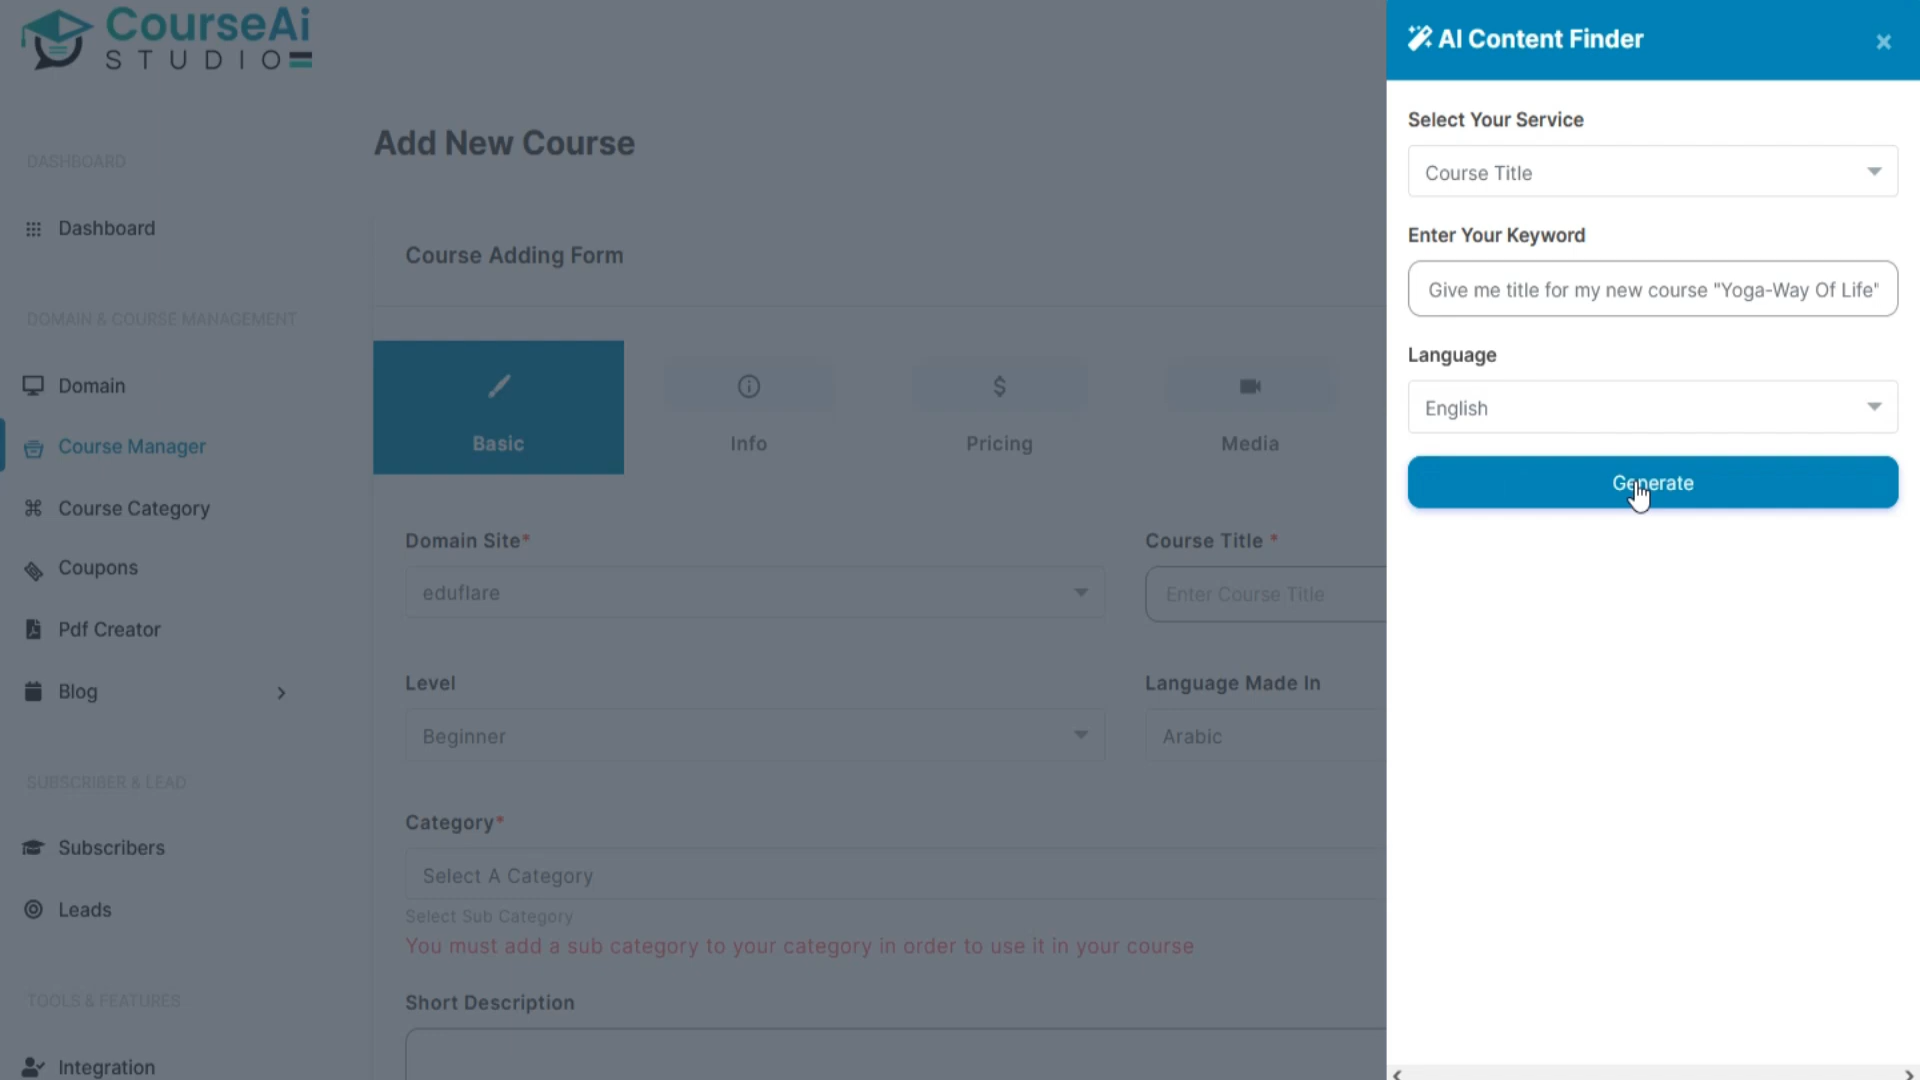 CourseAi
STUDIO
DASHBOARD
Dashboard
DOMAIN & COURSE MANAGEMENT
Domain
Course Manager
Course Category
Coupons
Pdf Creator
Blog
SUBSCRIBER & LEAD
Subscribers
Leads
TOOLS & FEATURES
Integration
Add New Course
Course Adding Form
Basic
Info
Pricing
Media
Domain Site*
Course Title *
eduflare
Enter Course Title
Level
Language Made In
Beginner
Arabic
Category*
Select A Category
Select Sub Category
You must add a sub category to your category in order to use it in your course
Short Description
AI Content Finder
Select Your Service
Course Title
Enter Your Keyword
Give me title for my new course "Yoga-Way Of Life"
Language
English
Generate